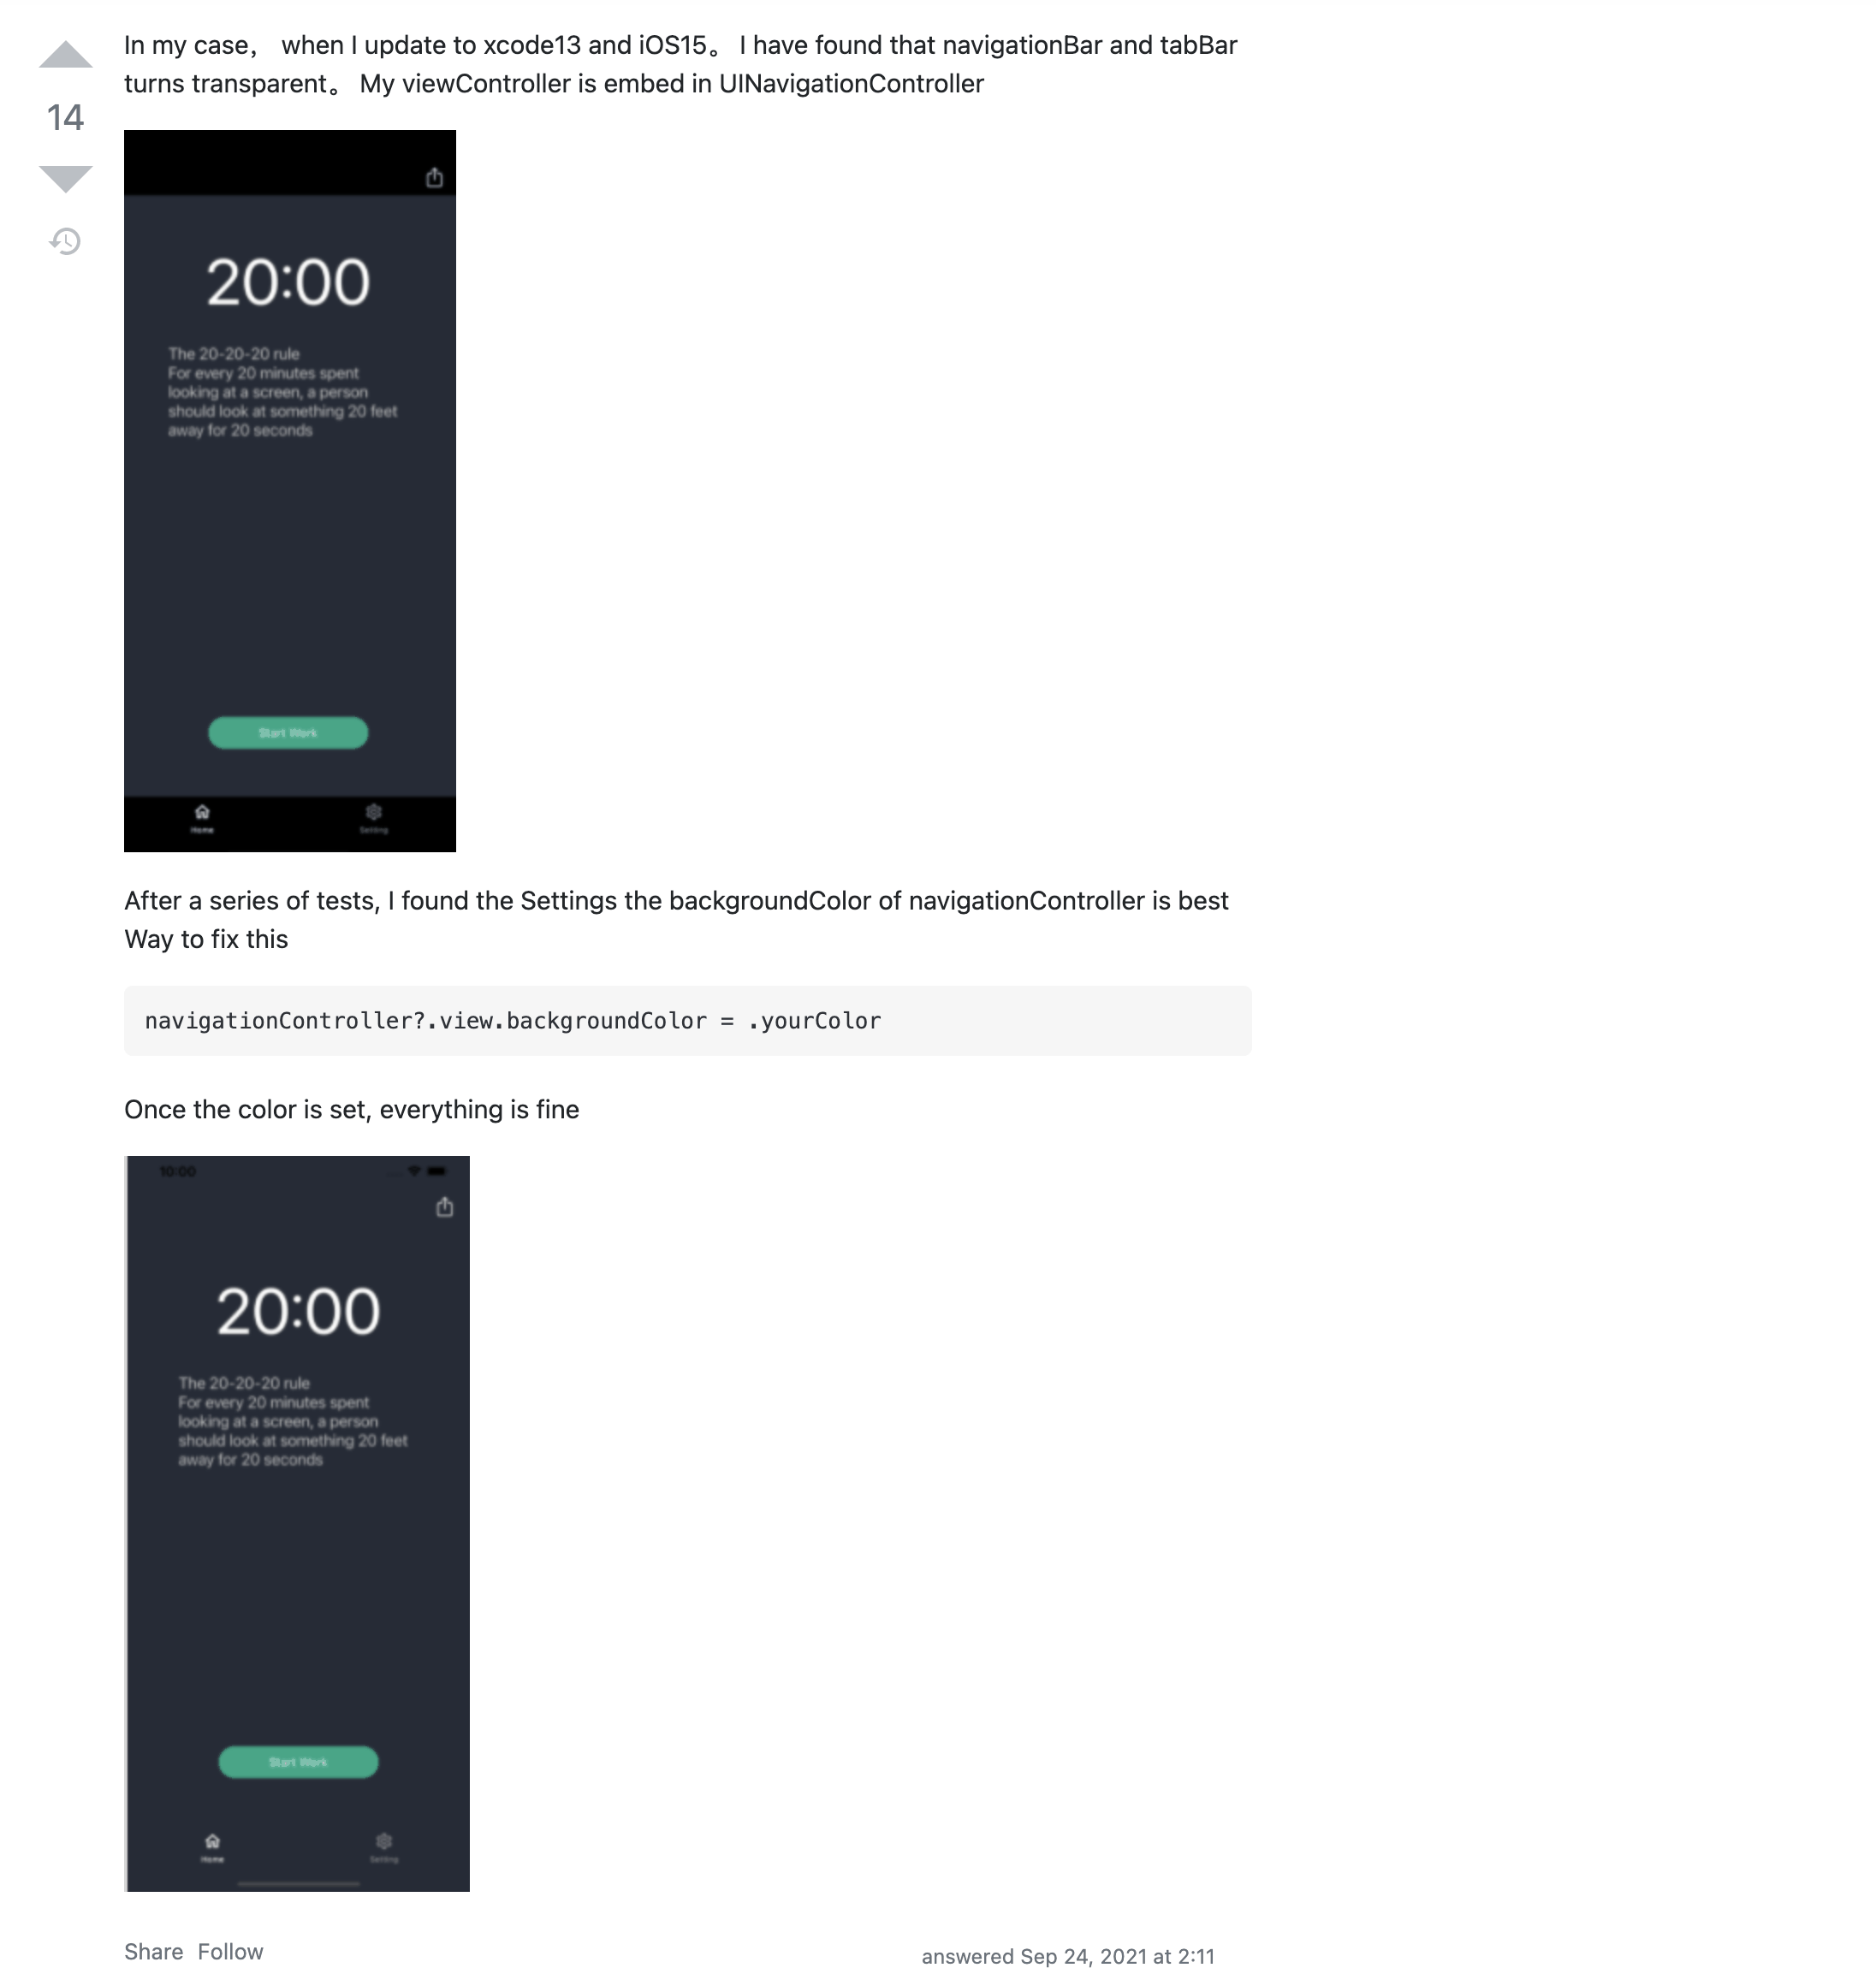 In my case， when I update to xcode13 and iOS15。 I have found that navigationBar and tabBar
turns transparent。 My viewController is embed in UINavigationController
14
20:00
The 20-20-20 rule
For every 20 minutes spent
looking at a screen, a person
should look at something 20 feet
away for 20 seconds
Start Work
Home
Setting
After a series of tests, I found the Settings the backgroundColor of navigationController is best
Way to fix this
navigationController?.view.backgroundColor = .yourColor
Once the color is set, everything is fine
10:00
20:00
The 20-20-20 rule
For every 20 minutes spent
looking at a screen, a person
should look at something 20 feet
away for 20 seconds
Start Work
Home
Setting
Share Follow
answered Sep 24, 2021 at 2:11